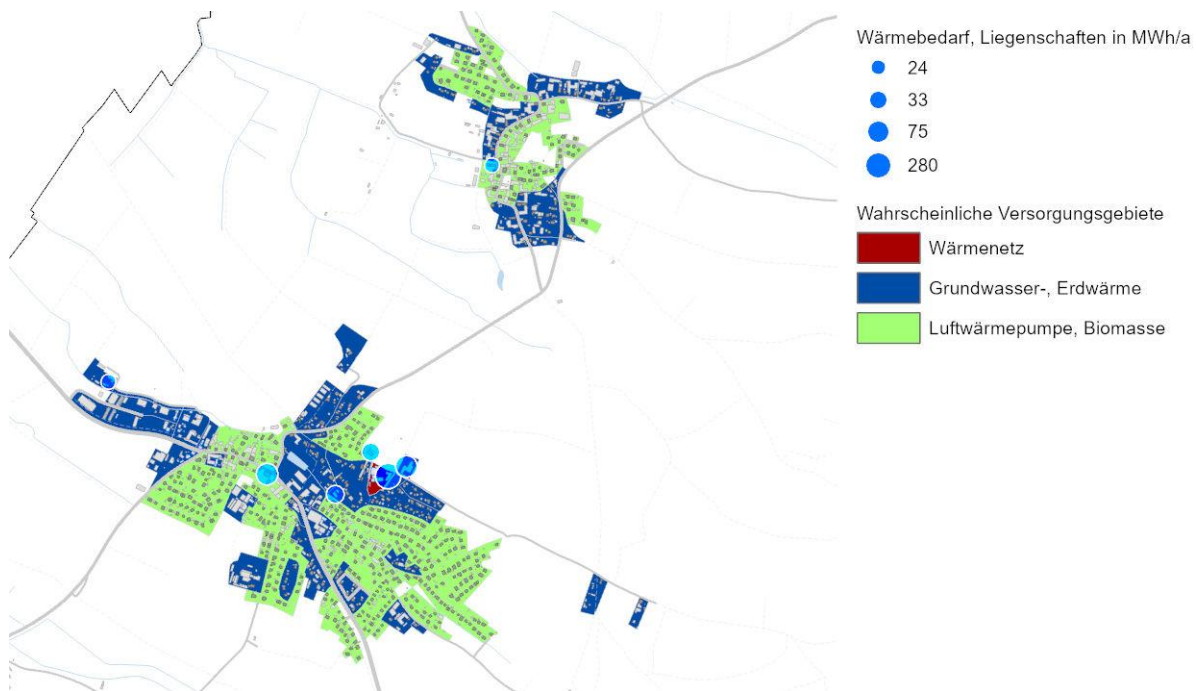 Wärmebedarf, Liegenschaften in MWh/a
24
33
75
280
Wahrscheinliche Versorgungsgebiete
Wärmenetz
Grundwasser-, Erdwärme
Luftwärmepumpe, Biomasse